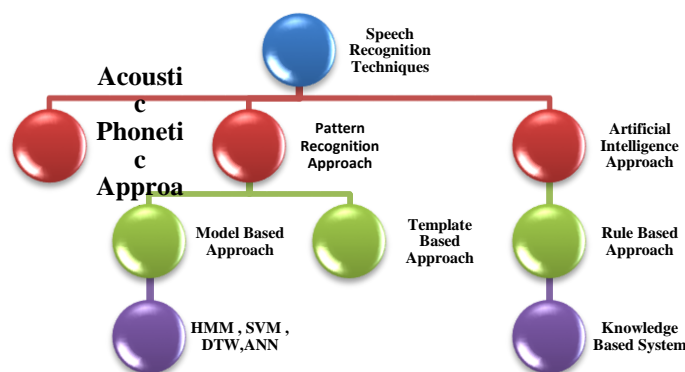 Speech
Recognition
Techniques
Acousti
c
Phoneti
c
Approa
Pattern
Recognition
Approach
Artificial
Intelligence
Approach
Model Based
Approach
Template
Based
Approach
Rule Based
Approach
HMM , SVM ,
DTW,ANN
Knowledge
Based System